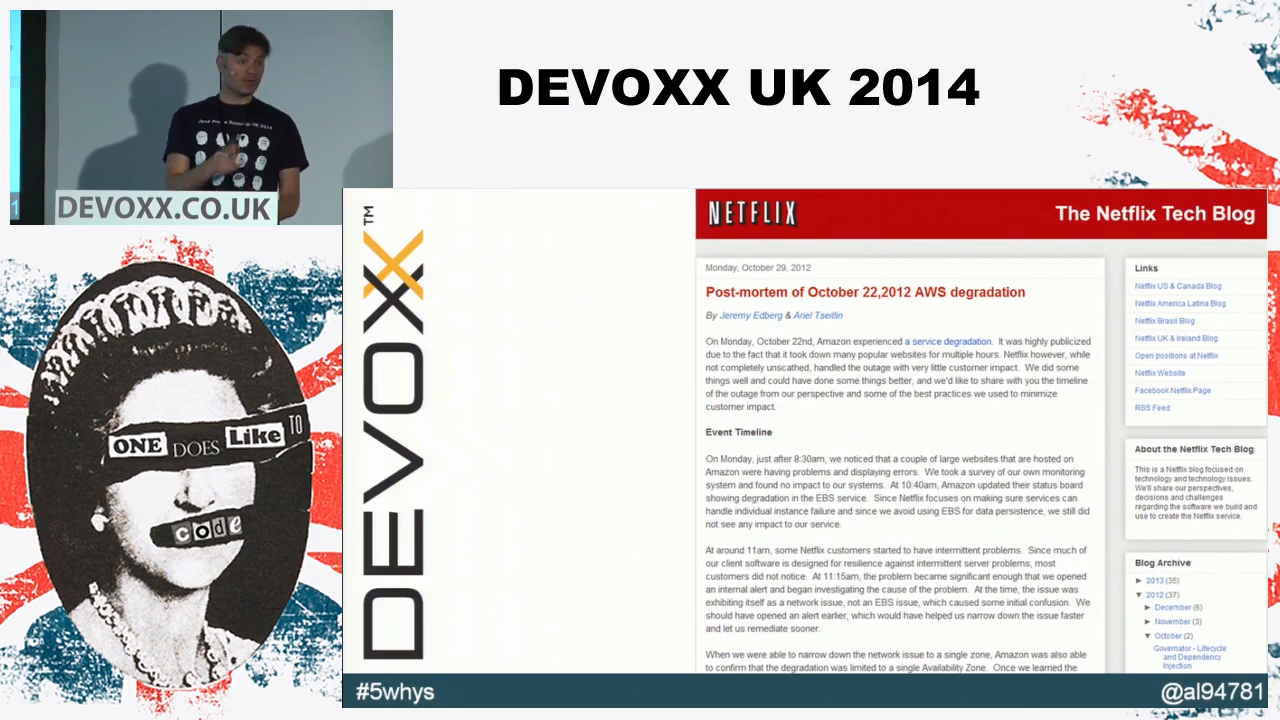 DEVOXX UK 2014
DEVOXX.CO.UK
ONE DOES Like TO
code
DEVOXX™
NETFLIX
The Netflix Tech Blog
Monday, October 29, 2012
Post-mortem of October 22,2012 AWS degradation
By Jeremy Edberg & Ariel Tseitlin
On Monday, October 22nd, Amazon experienced a service degradation. It was highly publicized
due to the fact that it took down many popular websites for multiple hours. Netflix however, while
not completely unscathed, handled the outage with very little customer impact. We did some
things well and could have done some things better, and we'd like to share with you the timeline
of the outage from our perspective and some of the best practices we used to minimize
customer impact.
Event Timeline
On Monday, just after 8:30am, we noticed that a couple of large websites that are hosted on
Amazon were having problems and displaying errors. We took a survey of our own monitoring
system and found no impact to our systems. At 10:40am, Amazon updated their status board
showing degradation in the EBS service. Since Netflix focuses on making sure services can
handle individual instance failure and since we avoid using EBS for data persistence, we still did
not see any impact to our service.
At around 11am, some Netflix customers started to have intermittent problems. Since much of
our client software is designed for resilience against intermittent server problems, most
customers did not notice. At 11:15am, the problem became significant enough that we opened
an internal alert and began investigating the cause of the problem. At the time, the issue was
exhibiting itself as a network issue, not an EBS issue, which caused some initial confusion. We
should have opened an alert earlier, which would have helped us narrow down the issue faster
and let us remediate sooner.
When we were able to narrow down the network issue to a single zone, Amazon was also able
to confirm that the degradation was limited to a single Availability Zone. Once we learned the
Links
Netflix US & Canada Blog
Netflix America Latina Blog
Netflix Brasil Blog
Netflix UK & Ireland Blog
Open positions at Netflix
Netflix Website
Facebook Netflix Page
RSS Feed
About the Netflix Tech Blog
This is a Netflix blog focused on
technology and technology issues.
We'll share our perspectives,
decisions and challenges
regarding the software we build and
use to create the Netflix service.
Blog Archive
► 2013 (35)
▼ 2012 (37)
► December (6)
► November (3)
▼ October (2)
Governator - Lifecycle
and Dependency
Injection
#5whys
@al94781